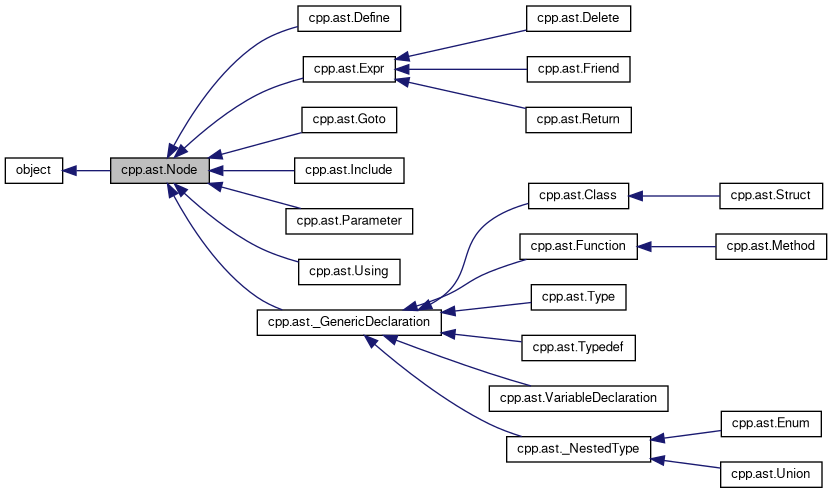 cpp.ast.Define
cpp.ast.Delete
cpp.ast.Expr
cpp.ast.Friend
cpp.ast.Goto
cpp.ast.Return
object
cpp.ast.Node
cpp.ast.Include
cpp.ast.Class
cpp.ast.Struct
cpp.ast.Parameter
cpp.ast.Function
cpp.ast.Method
cpp.ast.Using
cpp.ast.Type
cpp.ast._GenericDeclaration
cpp.ast.Typedef
cpp.ast.VariableDeclaration
cpp.ast.Enum
cpp.ast._NestedType
cpp.ast.Union